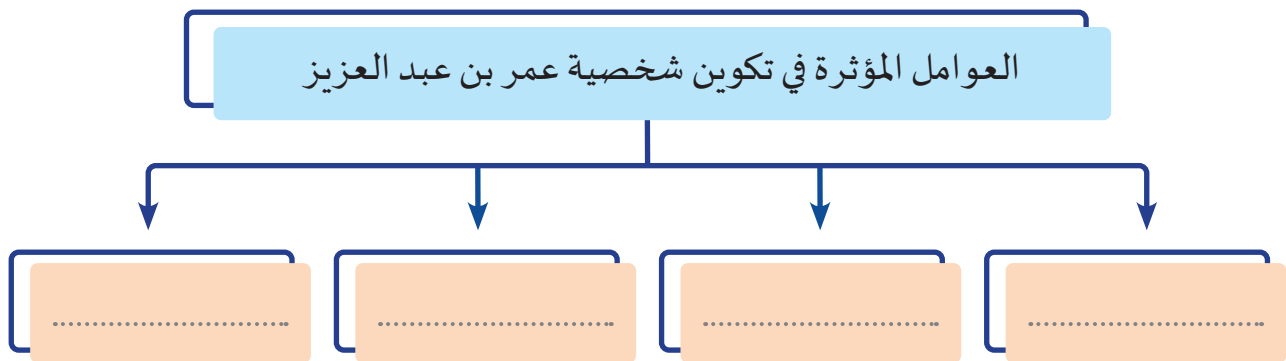 العوامل المؤثرة في تكوين شخصية عمر بن عبد العزيز